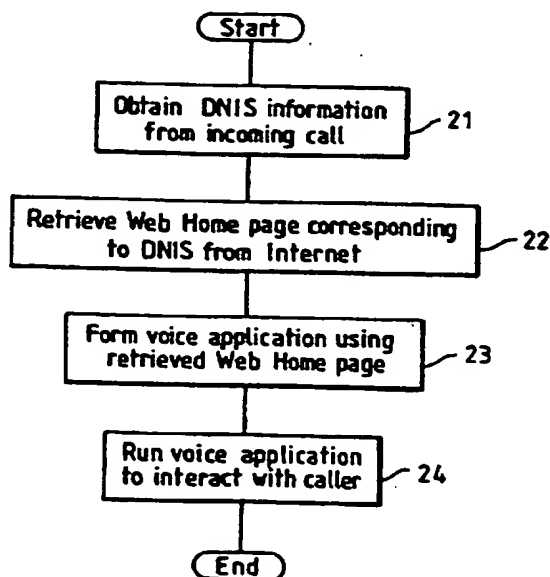 Start
Obtain DNIS information
from incoming call
21
Retrieve Web Home page corresponding
to DNIS from Internet
22
Form voice application using
retrieved Web Home page
23
Run voice application
to interact with caller
24
End